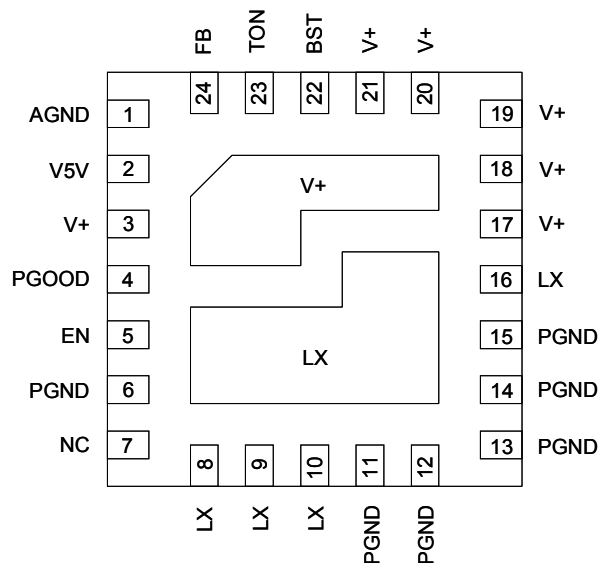 FB TON BST V+ V+
24 23 22 21 20
AGND 1 19 V+
V5V 2 18 V+
V+
V+ 3 17 V+
PGOOD 4 16 LX
EN 5 15 PGND
LX
PGND 6 14 PGND
NC 7 13 PGND
8 9 10 11 12
LX LX LX PGND PGND